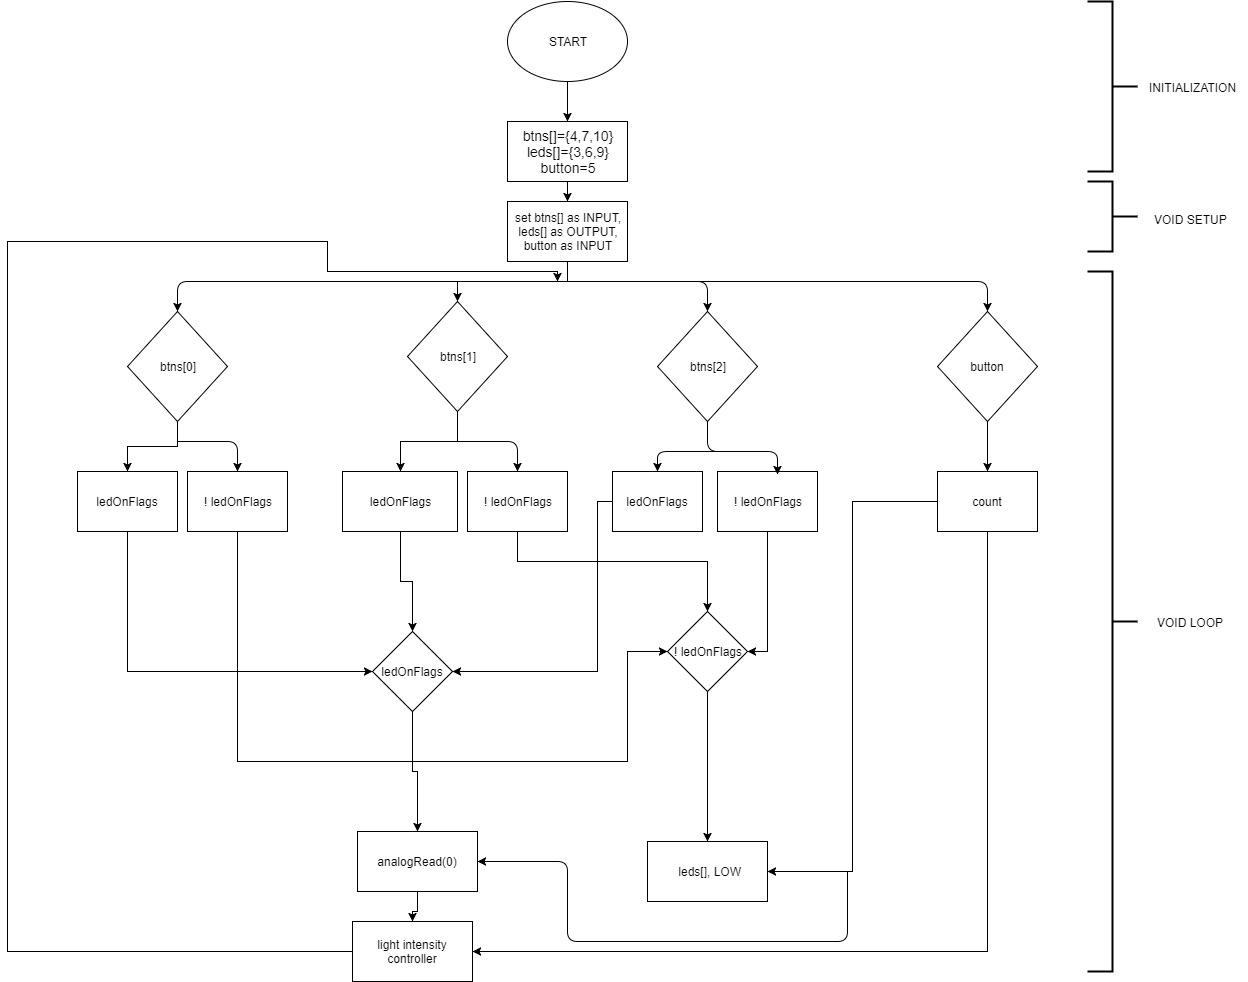 START
INITIALIZATION
btns[]={4,7,10}
leds[]={3,6,9}
button=5
set btns[] as INPUT,
leds[] as OUTPUT,
button as INPUT
VOID SETUP
btns[0]
btns[1]
btns[2]
button
ledOnFlags
! ledOnFlags
ledOnFlags
! ledOnFlags
ledOnFlags
! ledOnFlags
count
VOID LOOP
ledOnFlags
! ledOnFlags
analogRead(0)
leds[], LOW
light intensity
controller